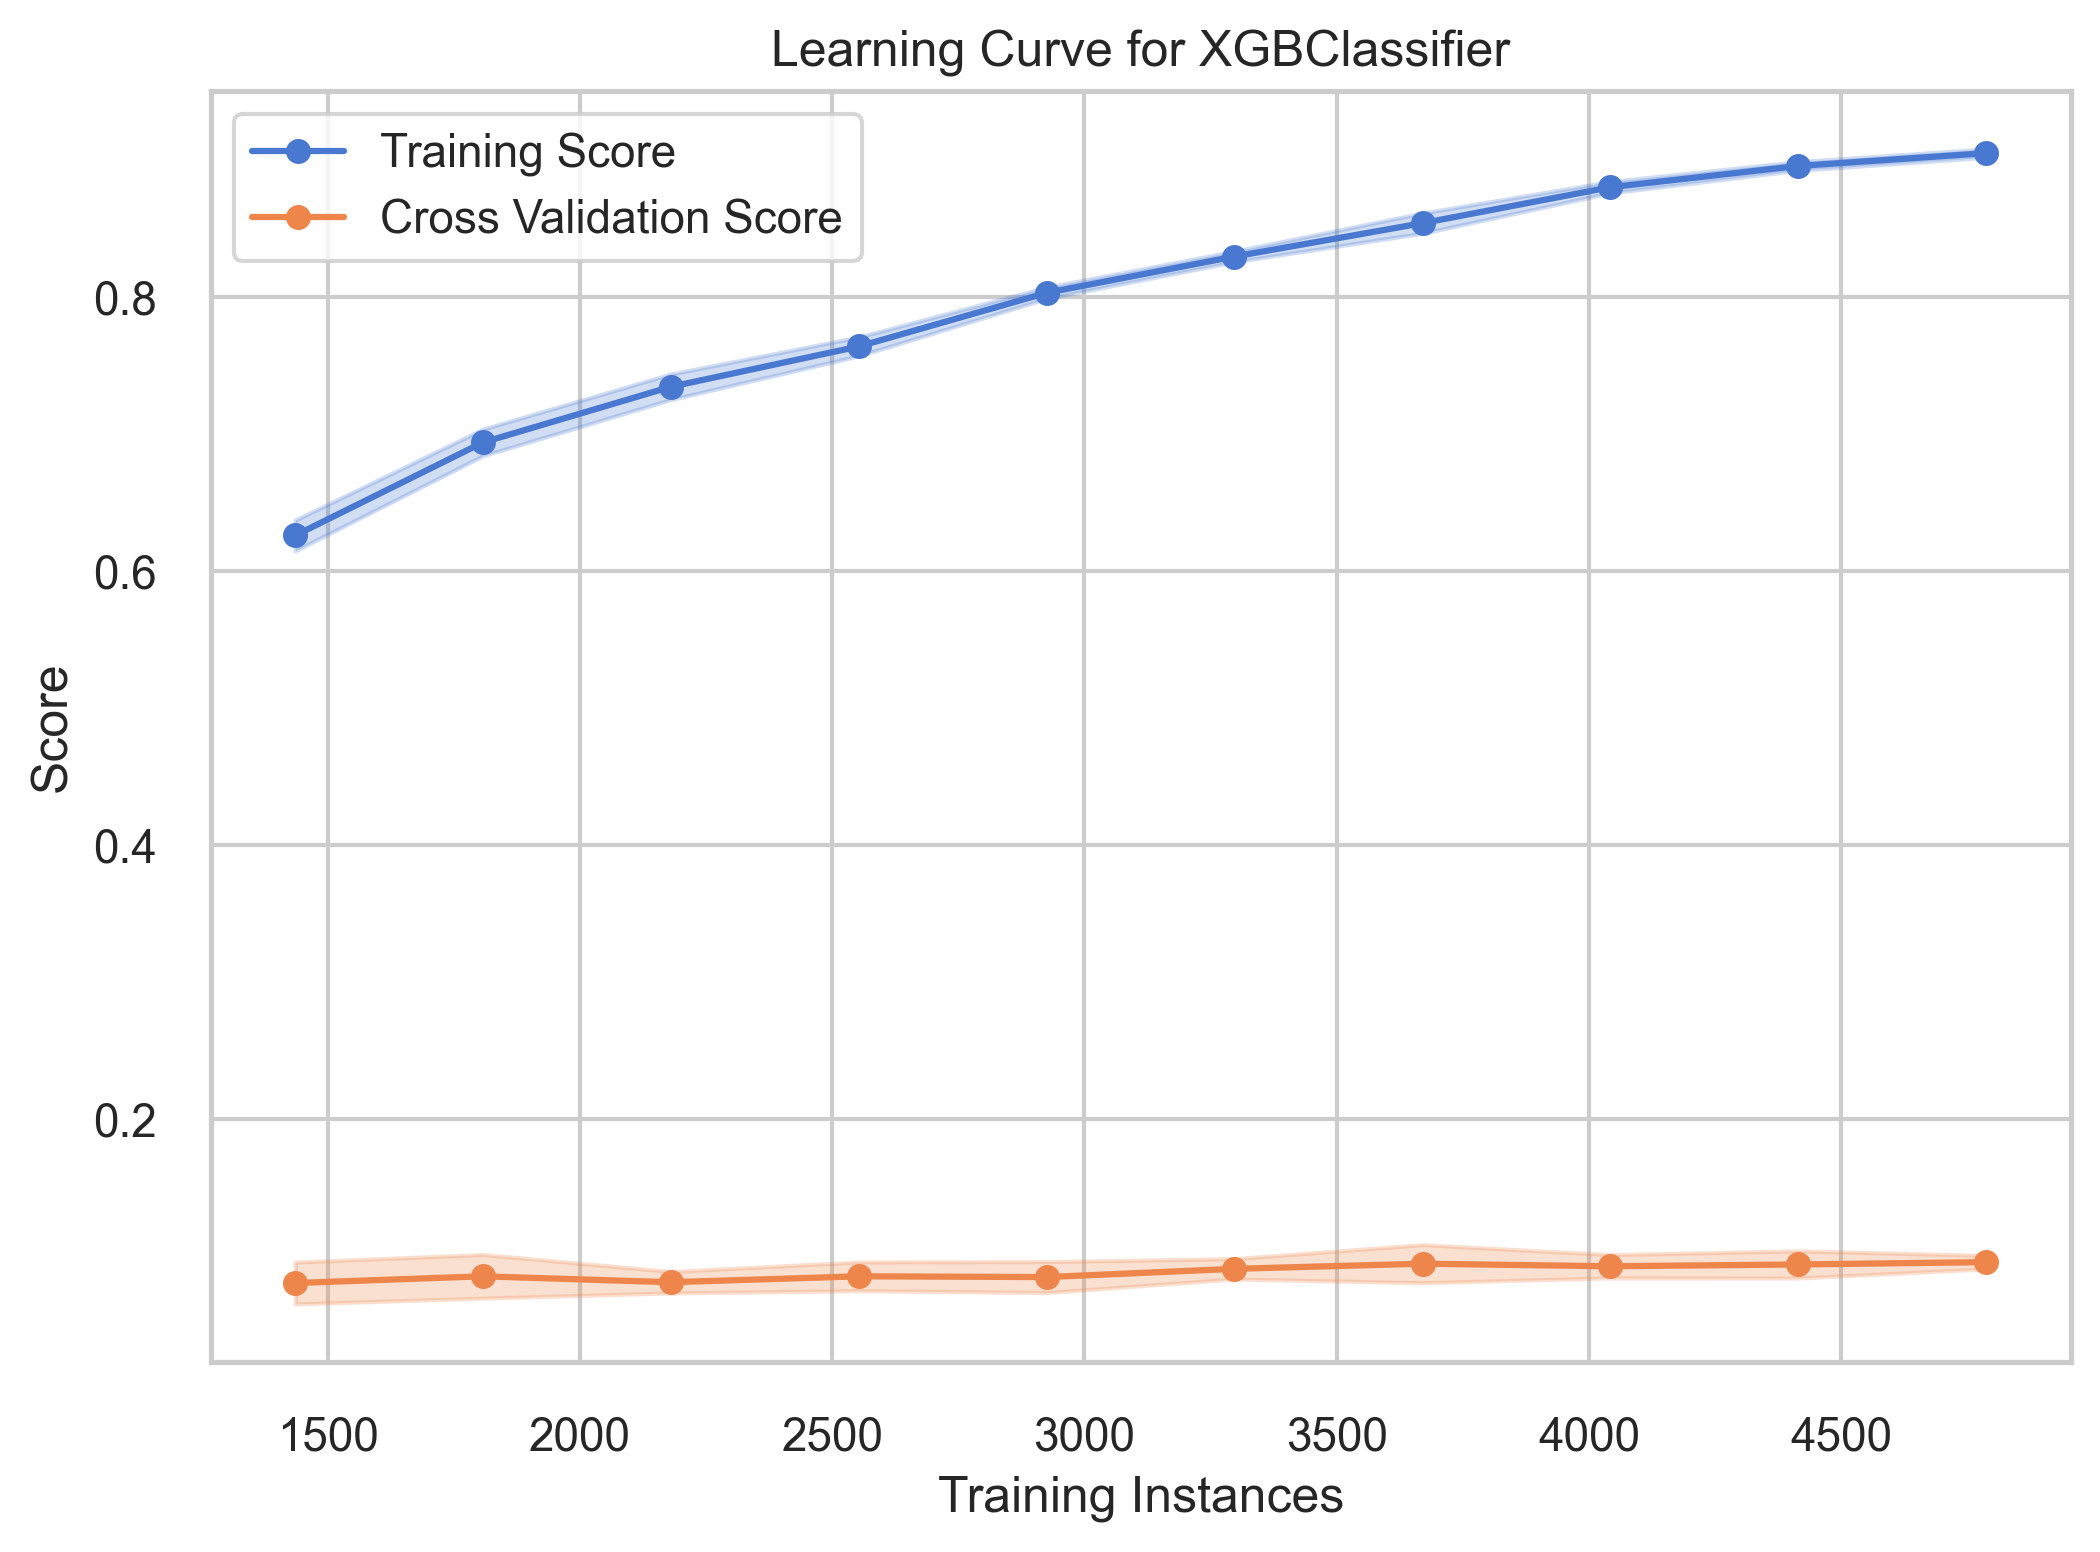 Learning Curve for XGBClassifier
Training Score
Cross Validation Score
0.8
0.6
0.4
0.2
Score
1500 2000 2500 3000 3500 4000 4500
Training Instances